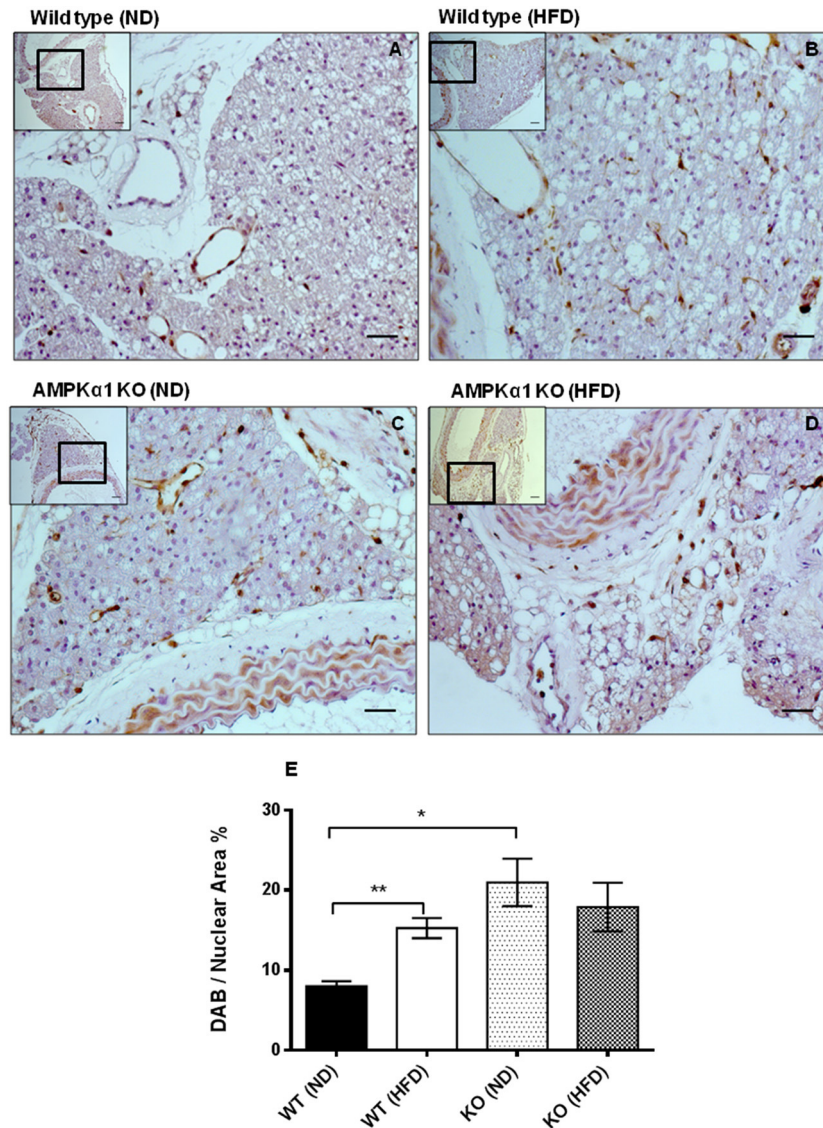 Wild type (ND)
Wild type (HFD)
A
B
AMPKα1 KO (ND)
AMPKα1 KO (HFD)
C
D
E
DAB / Nuclear Area %
30
20
10
0
*
**
WT (ND)
WT (HFD)
KO (ND)
KO (HFD)